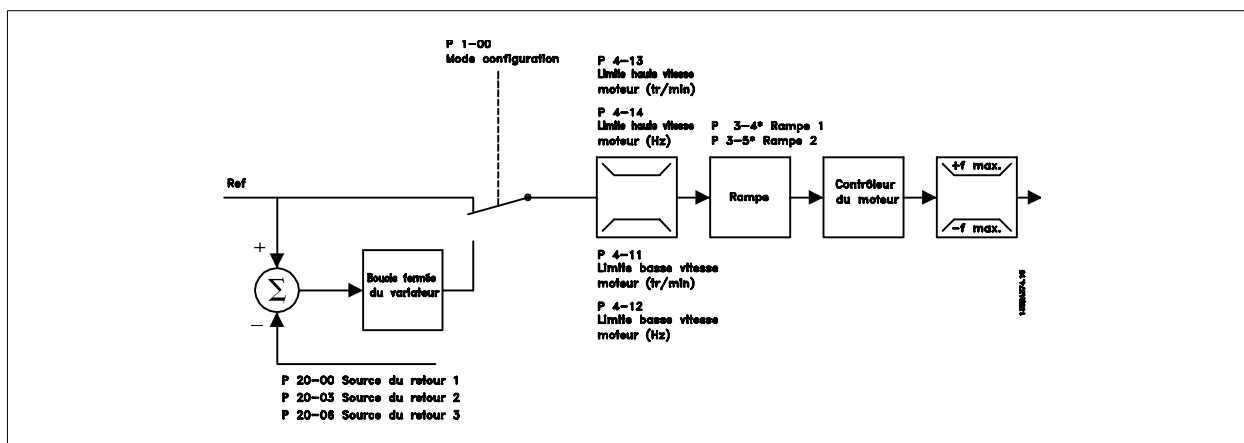 P 1-00
Mode configuration
P 4-13
Limite haute vitesse
moteur (tr/min)
P 4-14
Limite haute vitesse
moteur (Hz)
P 3-4* Rampe 1
P 3-5* Rampe 2
Ref
+
Σ
−
Boucle fermée
du variateur
Rampe
Contrôleur
du moteur
+f max.
−f max.
P 4-11
Limite basse vitesse
moteur (tr/min)
P 4-12
Limite basse vitesse
moteur (Hz)
P 20-00 Source du retour 1
P 20-03 Source du retour 2
P 20-06 Source du retour 3